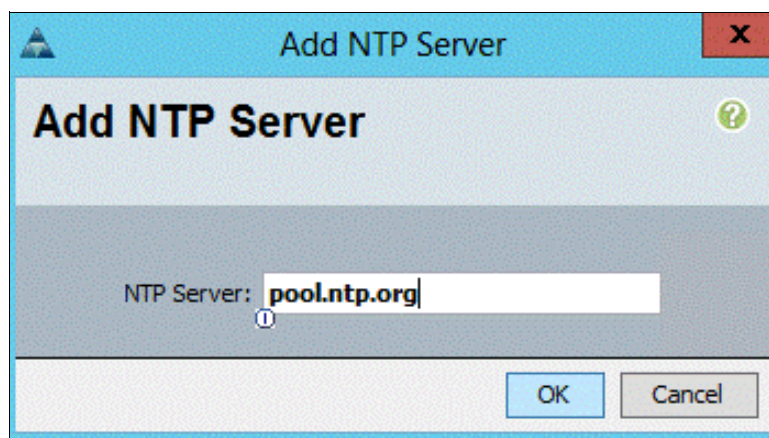 Add NTP Server
x
Add NTP Server
?
NTP Server: pool.ntp.org
OK Cancel